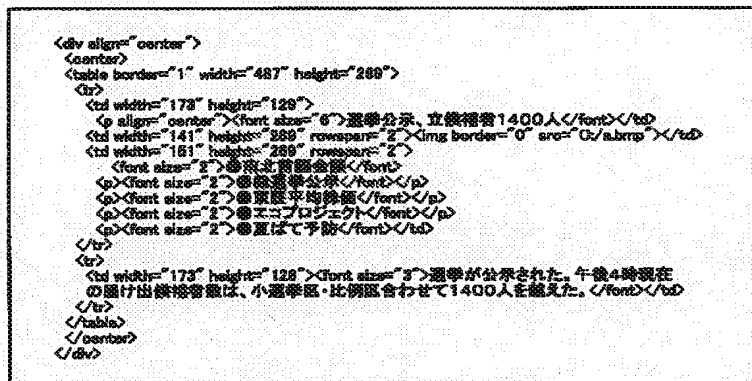 <div align="center">
<center>
<table border="1" width="487" height="269">
<tr>
<td width="173" height="129">
<p align="center"><font size="6">選挙公示、立候補者1400人</font></td>
<td width="141" height="269" rowspan="2"><img border="0" src="C:/a.bmp"></td>
<td width="151" height="269" rowspan="2">
<font size="2">●南北首脳会談</font>
<p><font size="2">●総選挙公示</font></p>
<p><font size="2">●東証平均株価</font></p>
<p><font size="2">●エコプロジェクト</font></p>
<p><font size="2">●夏ばて予防</font></td>
</tr>
<tr>
<td width="173" height="128"><font size="3">選挙が公示された。午後4時現在
の届け出候補者数は、小選挙区・比例区合わせて1400人を越えた。</font></td>
</tr>
</table>
</center>
</div>